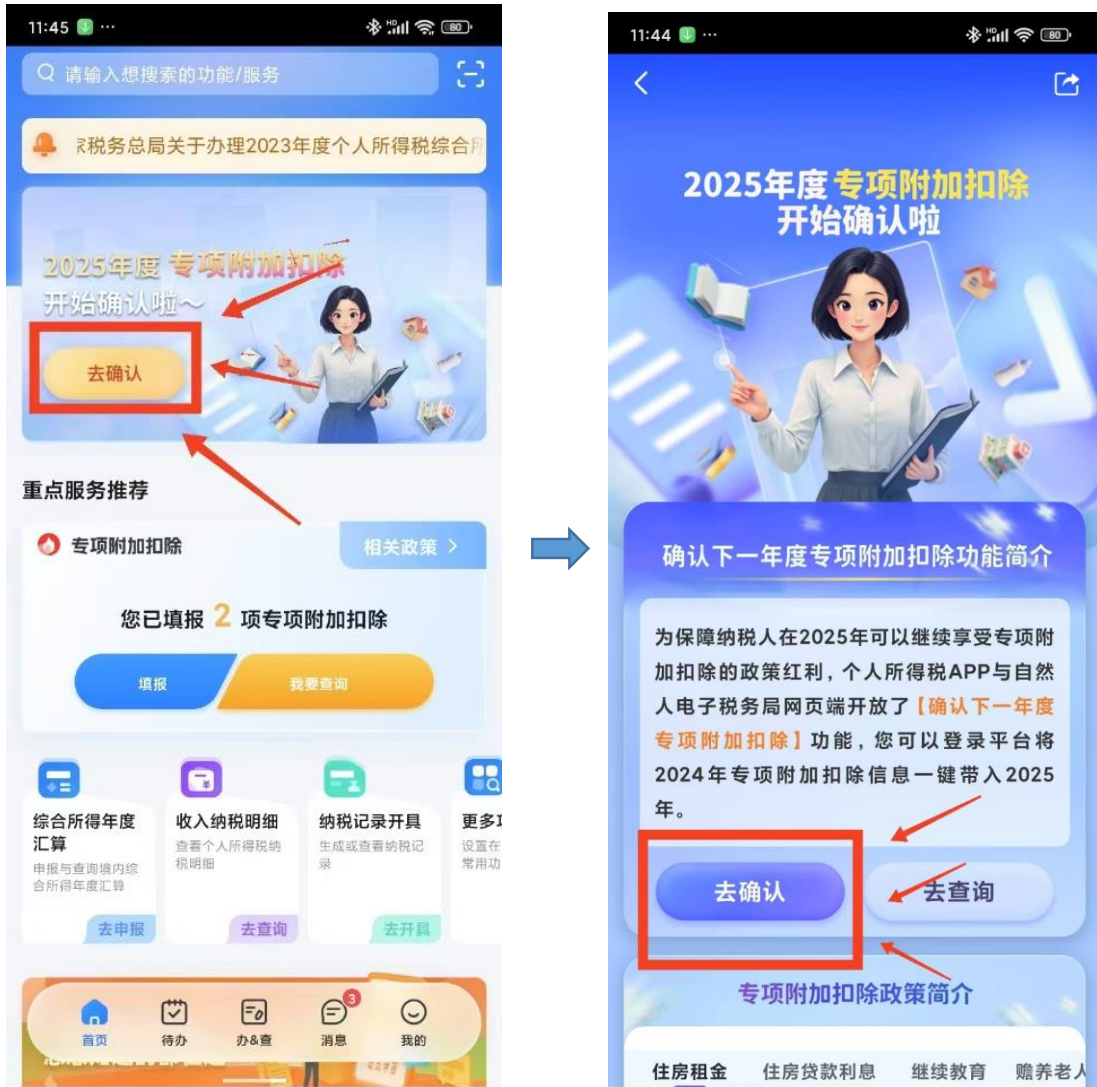 11:45 ...
HD
80
请输入想搜索的功能/服务
家税务总局关于办理2023年度个人所得税综合所
2025年度 专项附加扣除
开始确认啦～
去确认
重点服务推荐
专项附加扣除
相关政策 >
您已填报 2 项专项附加扣除
填报
我要查询
综合所得年度
汇算
申报与查询境内综
合所得年度汇算
去申报
收入纳税明细
查看个人所得税纳
税明细
去查询
纳税记录开具
生成或查看纳税记
录
去开具
更多
设置在
常用功
首页
待办
办&查
消息
3
我的
11:44 ...
HD
80
2025年度专项附加扣除
开始确认啦
确认下一年度专项附加扣除功能简介
为保障纳税人在2025年可以继续享受专项附
加扣除的政策红利，个人所得税APP与自然
人电子税务局网页端开放了【确认下一年度
专项附加扣除】功能，您可以登录平台将
2024年专项附加扣除信息一键带入2025
年。
去确认
去查询
专项附加扣除政策简介
住房租金 住房贷款利息 继续教育 赡养老人